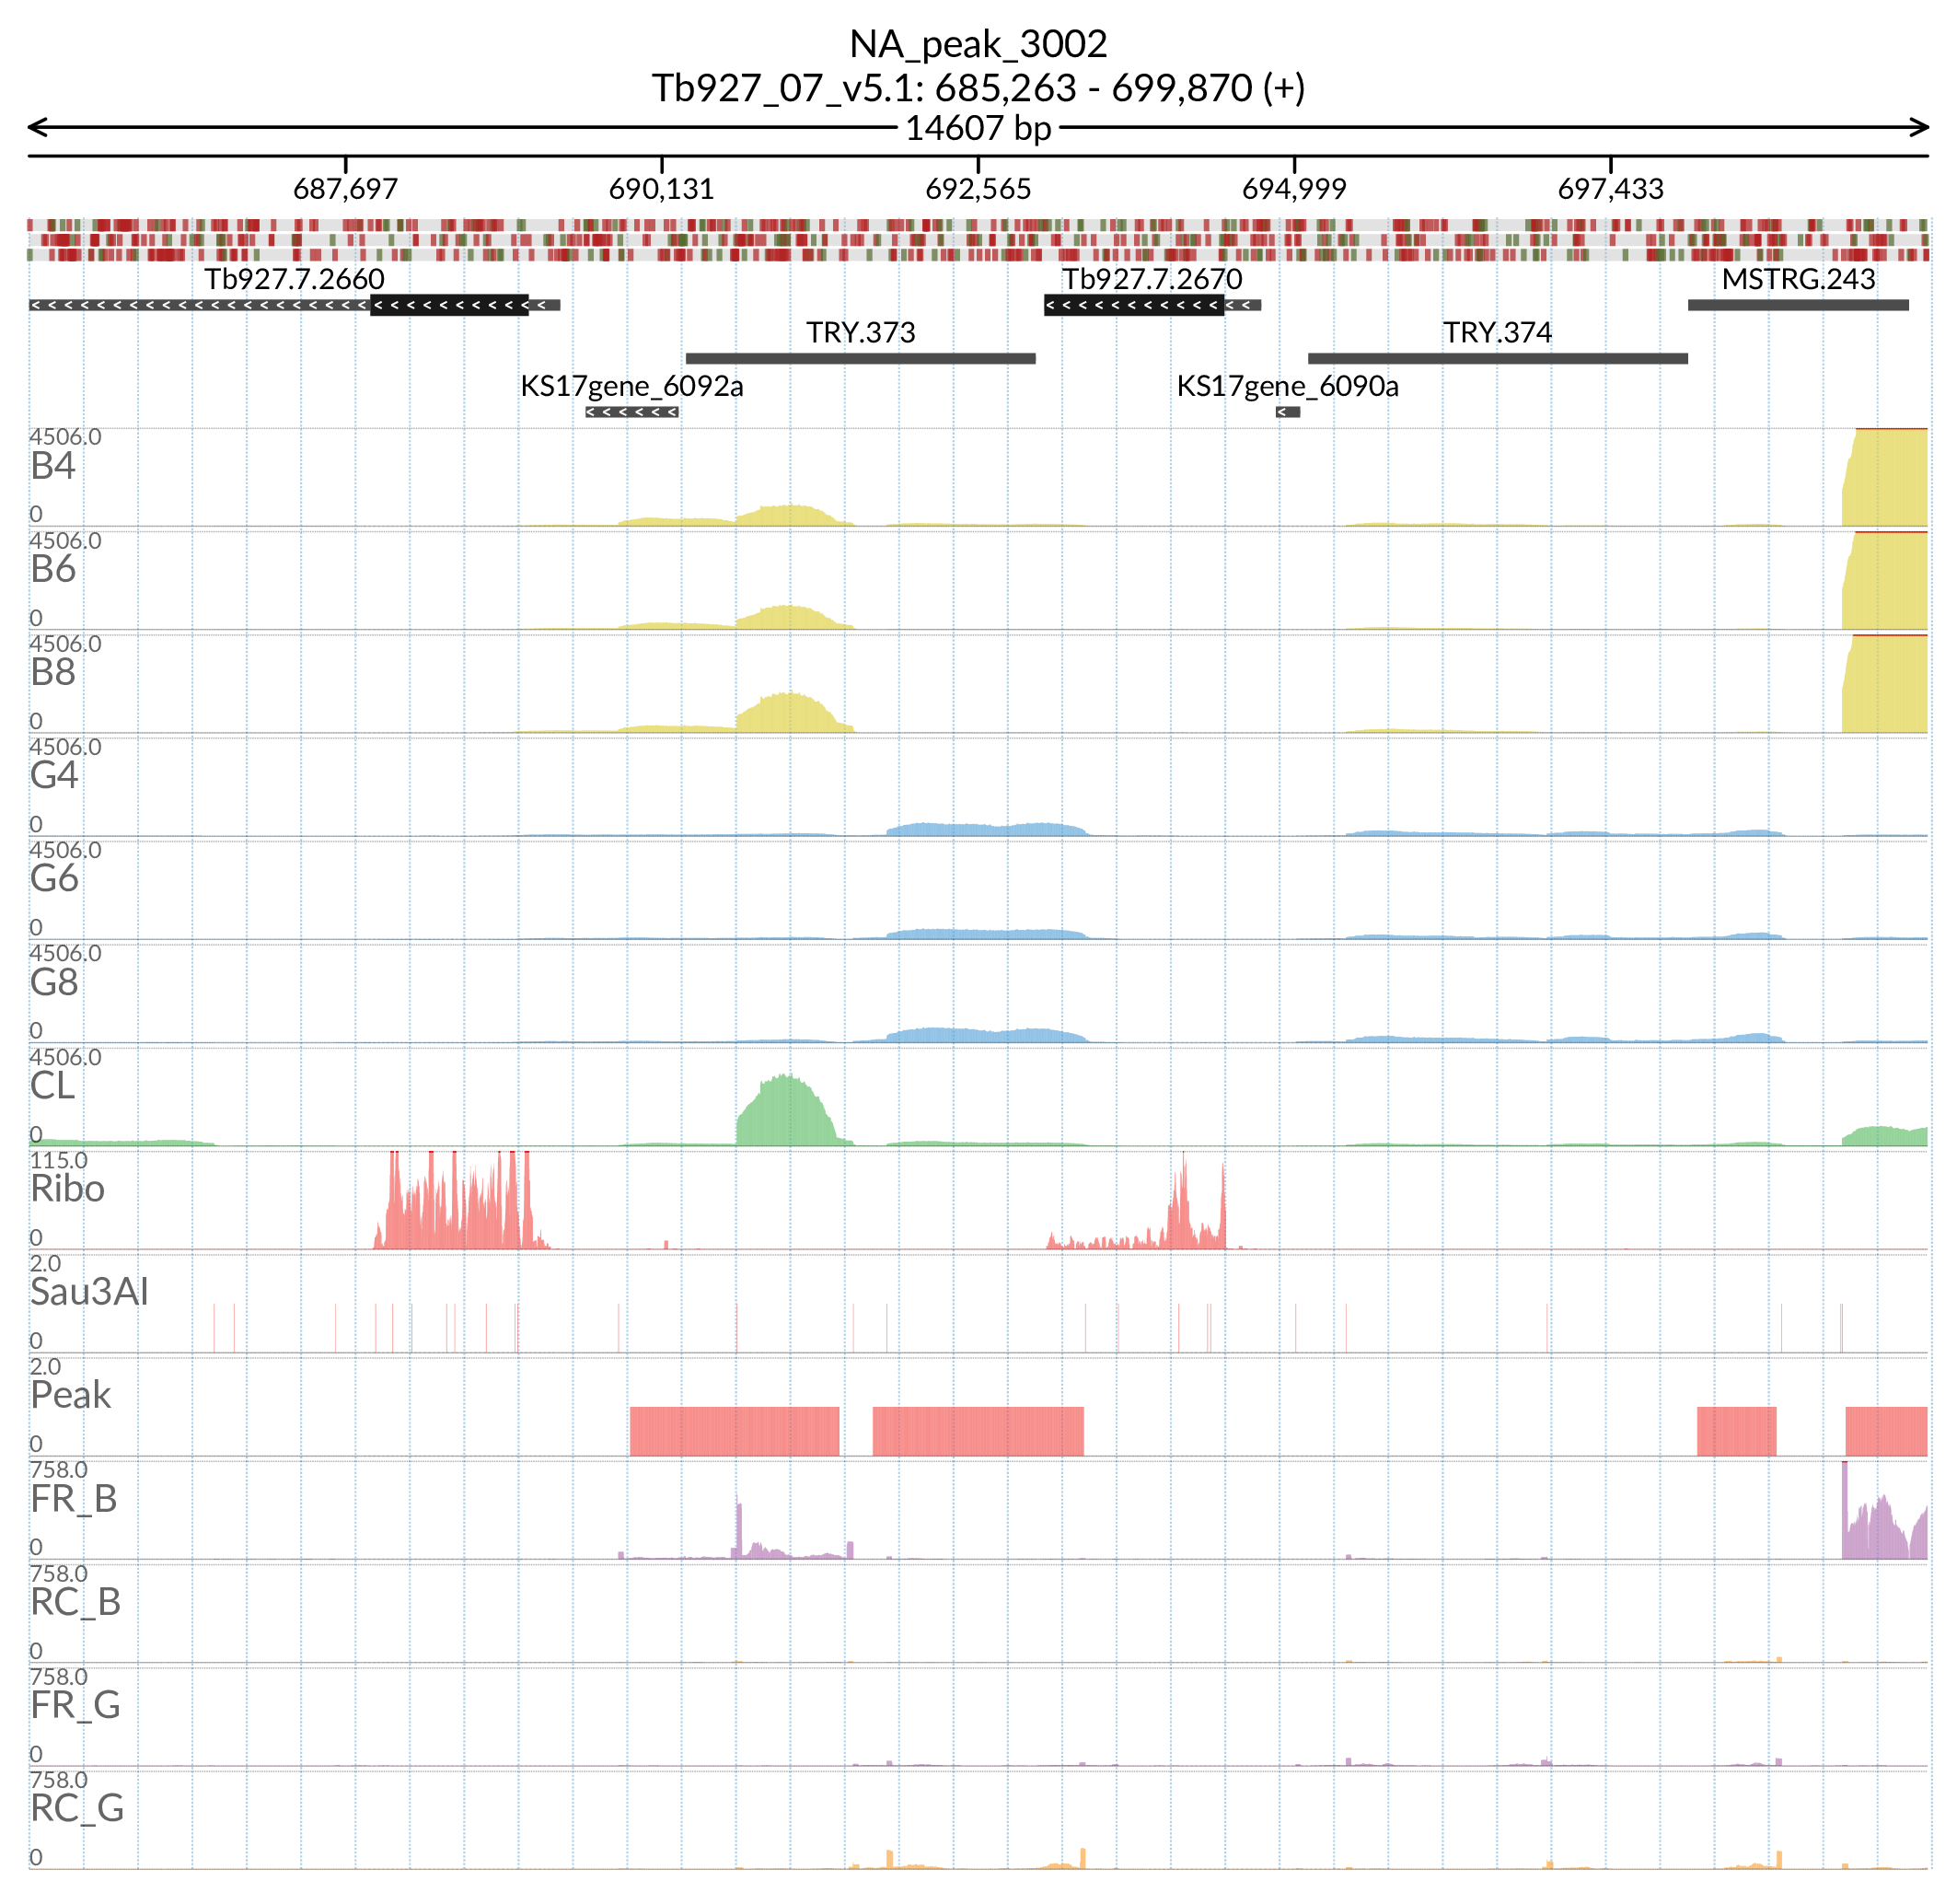 NA_peak_3002
Tb927_07_v5.1: 685,263 - 699,870 (+)
14607 bp
687,697 690,131 692,565 694,999 697,433
Tb927.7.2660 Tb927.7.2670 MSTRG.243
TRY.373 TRY.374
KS17gene_6092a KS17gene_6090a
4506.0
B4
0
4506.0
B6
0
4506.0
B8
0
4506.0
G4
0
4506.0
G6
0
4506.0
G8
0
4506.0
CL
0
115.0
Ribo
0
2.0
Sau3AI
0
2.0
Peak
0
758.0
FR_B
0
758.0
RC_B
0
758.0
FR_G
0
758.0
RC_G
0